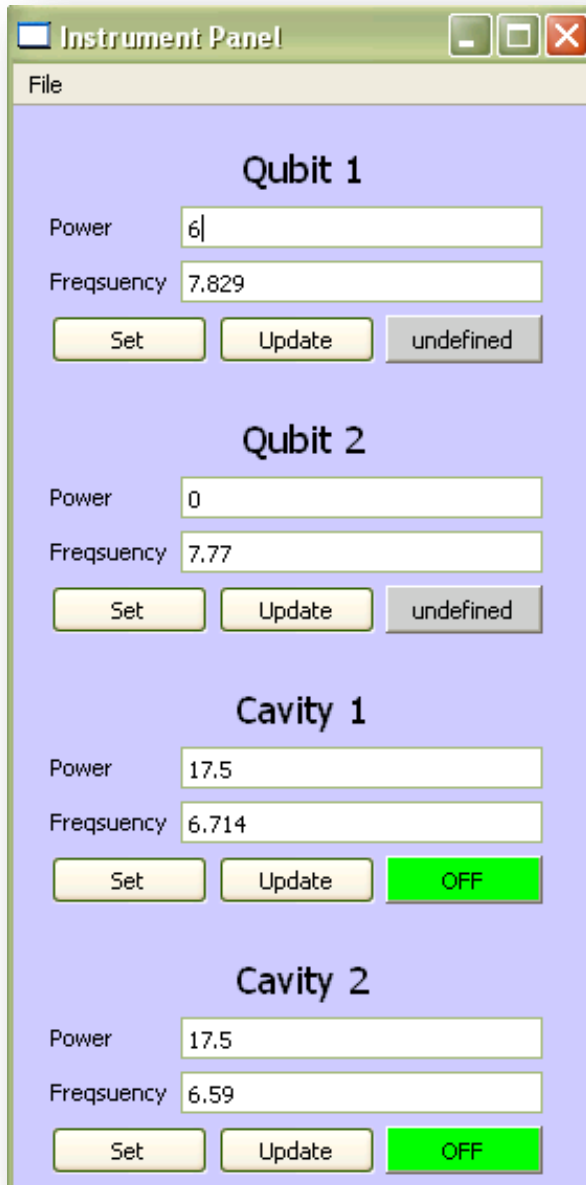 Instrument Panel
File
Qubit 1
Power 6
Freqsuency 7.829
Set Update undefined
Qubit 2
Power 0
Freqsuency 7.77
Set Update undefined
Cavity 1
Power 17.5
Freqsuency 6.714
Set Update OFF
Cavity 2
Power 17.5
Freqsuency 6.59
Set Update OFF